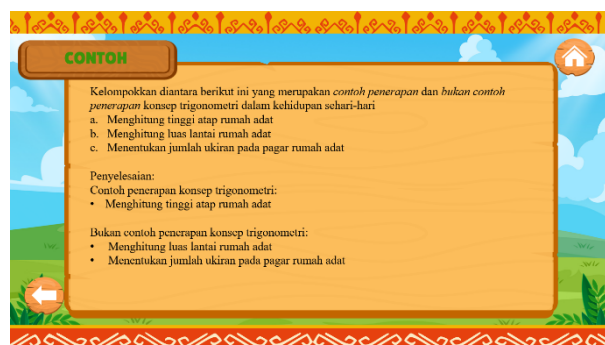 CONTOH
Kelompokkan diantara berikut ini yang merupakan contoh penerapan dan bukan contoh
penerapan konsep trigonometri dalam kehidupan sehari-hari
a. Menghitung tinggi atap rumah adat
b. Menghitung luas lantai rumah adat
c. Menentukan jumlah ukiran pada pagar rumah adat
Penyelesaian:
Contoh penerapan konsep trigonometri:
• Menghitung tinggi atap rumah adat
Bukan contoh penerapan konsep trigonometri:
• Menghitung luas lantai rumah adat
• Menentukan jumlah ukiran pada pagar rumah adat